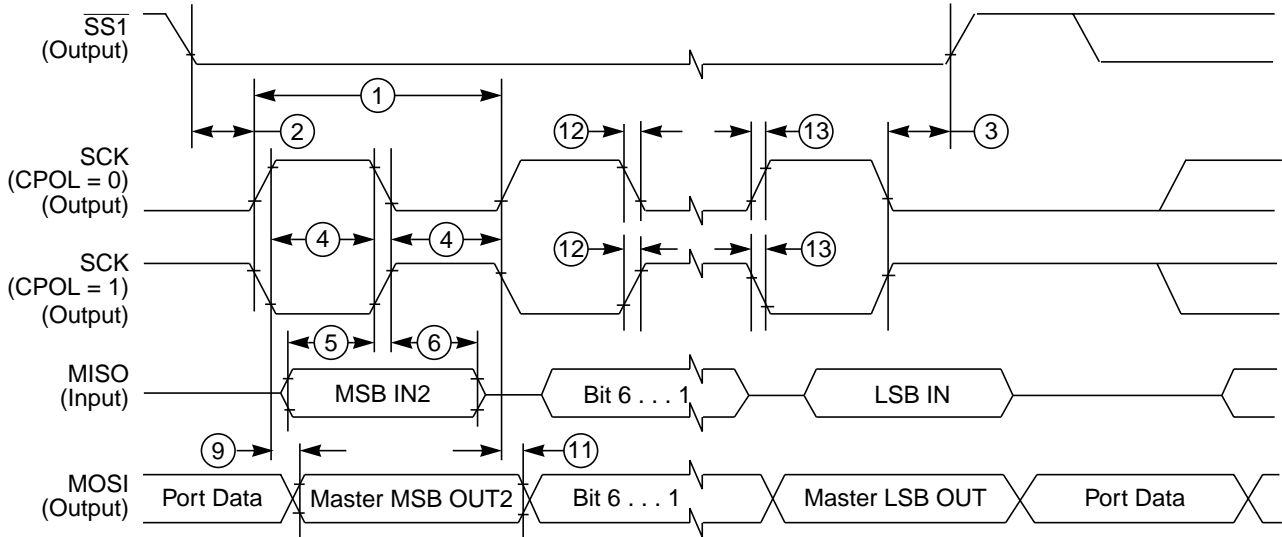 SS1
(Output)
1
2
12
13
3
SCK
(CPOL = 0)
(Output)
4
4
12
13
SCK
(CPOL = 1)
(Output)
5
6
MISO
(Input)
MSB IN2
Bit 6 . . . 1
LSB IN
9
11
MOSI
(Output)
Port Data
Master MSB OUT2
Bit 6 . . . 1
Master LSB OUT
Port Data